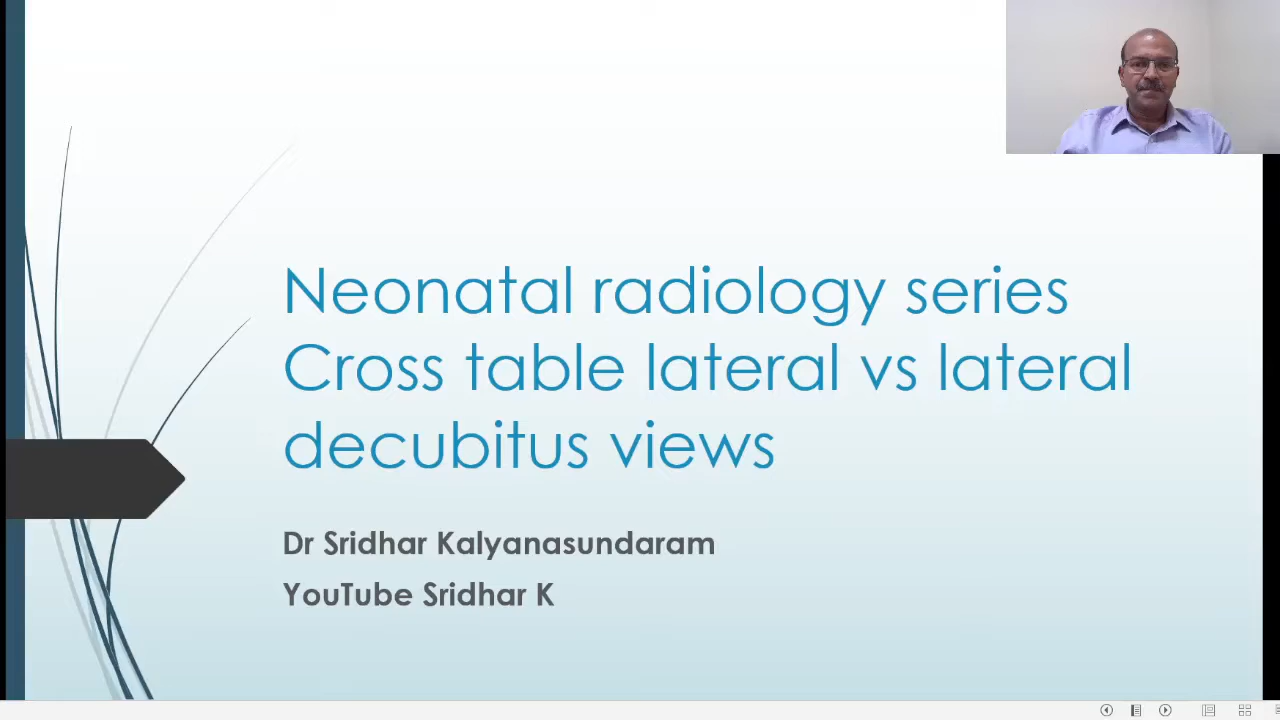 Neonatal radiology series
Cross table lateral vs lateral
decubitus views
Dr Sridhar Kalyanasundaram
YouTube Sridhar K